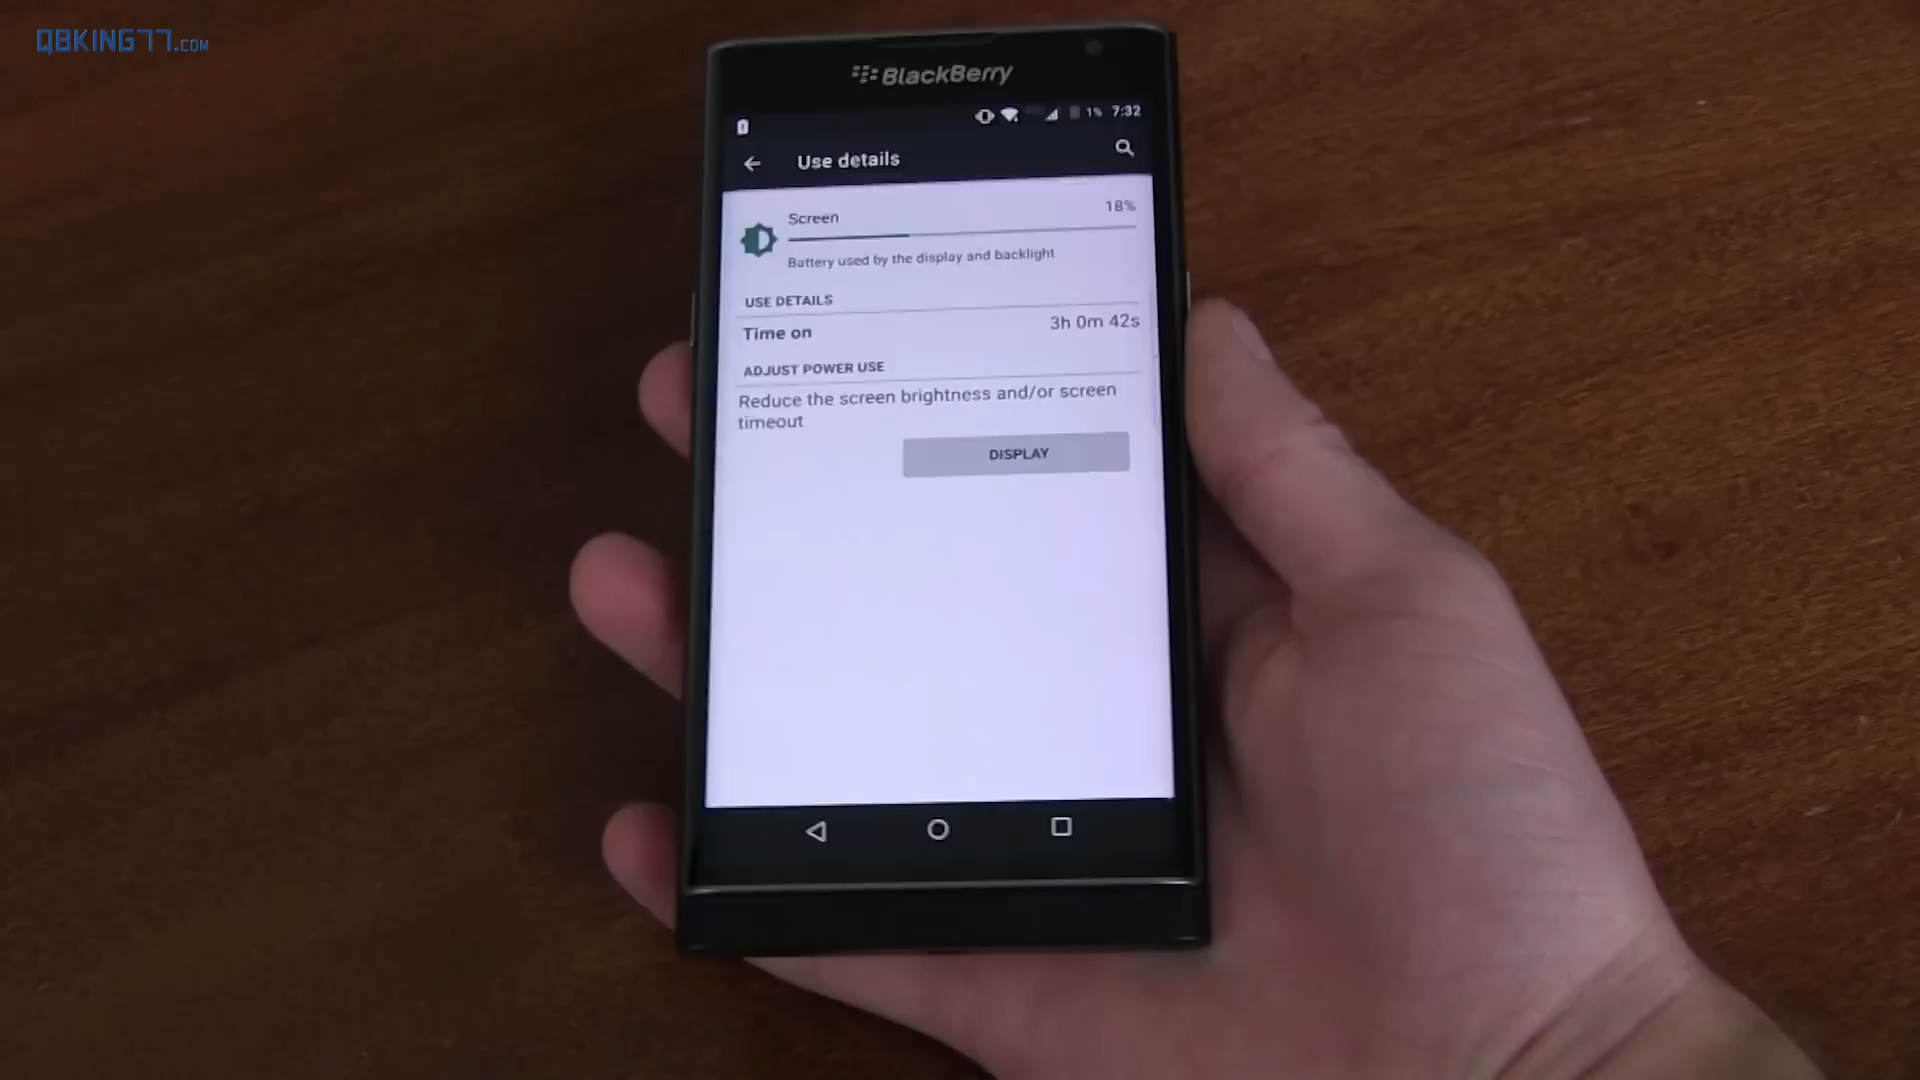 QBKING77.COM
BlackBerry
1% 7:32
Use details
Screen 18%
Battery used by the display and backlight
USE DETAILS
Time on 3h 0m 42s
ADJUST POWER USE
Reduce the screen brightness and/or screen
timeout
DISPLAY